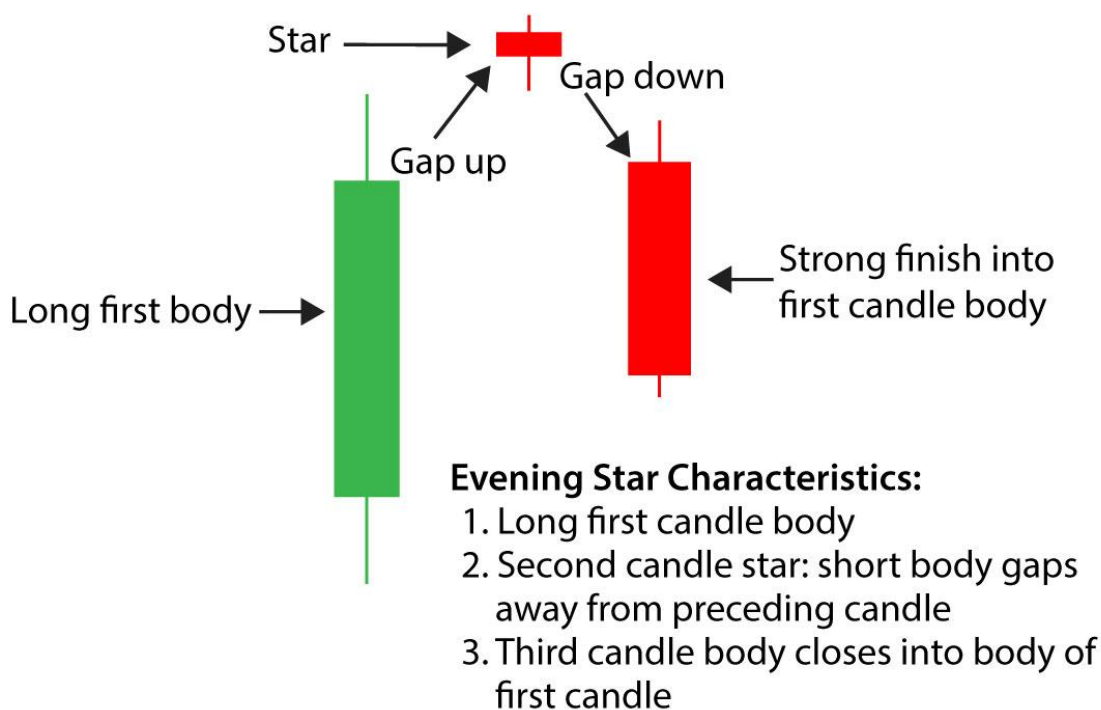 Star
Gap down
Gap up
Long first body
Strong finish into
first candle body
Evening Star Characteristics:
1. Long first candle body
2. Second candle star: short body gaps
away from preceding candle
3. Third candle body closes into body of
first candle